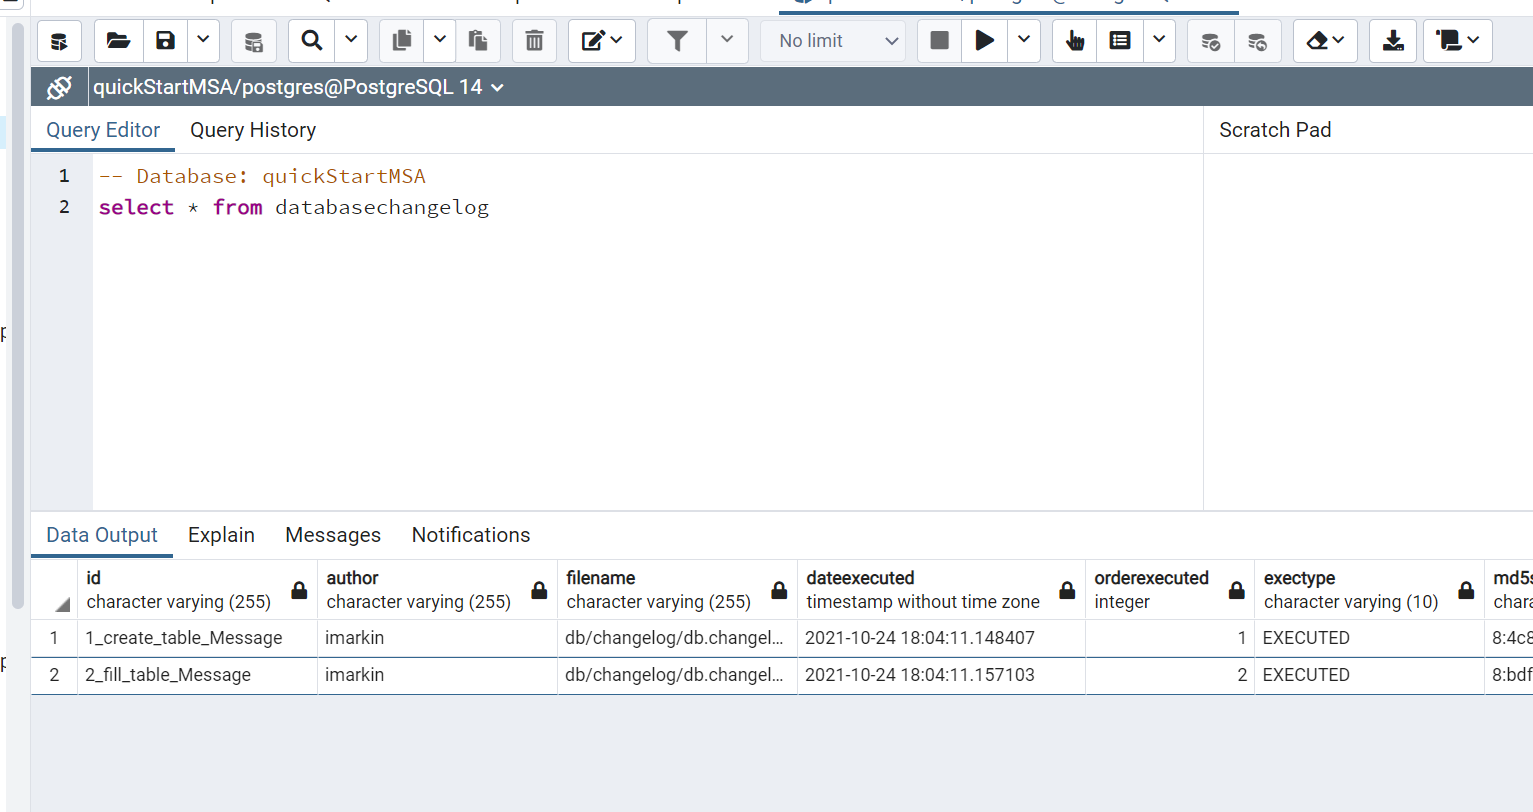 No limit
quickStartMSA/postgres@PostgreSQL 14
Query Editor Query History Scratch Pad
1 -- Database: quickStartMSA
2 select * from databasechangelog
Data Output Explain Messages Notifications
id author filename dateexecuted orderexecuted exectype
character varying (255) character varying (255) character varying (255) timestamp without time zone integer character varying (10)
1 1_create_table_Message imarkin db/changelog/db.changel... 2021-10-24 18:04:11.148407 1 EXECUTED 8:4c8
2 2_fill_table_Message imarkin db/changelog/db.changel... 2021-10-24 18:04:11.157103 2 EXECUTED 8:bdf